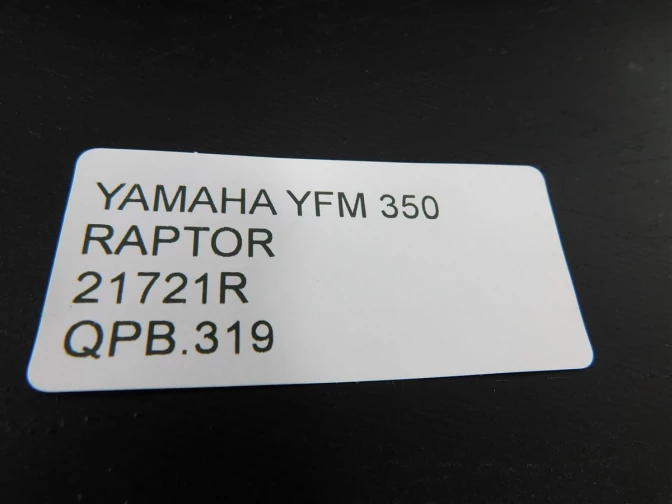 YAMAHA YFM 350
RAPTOR
21721R
QPB.319